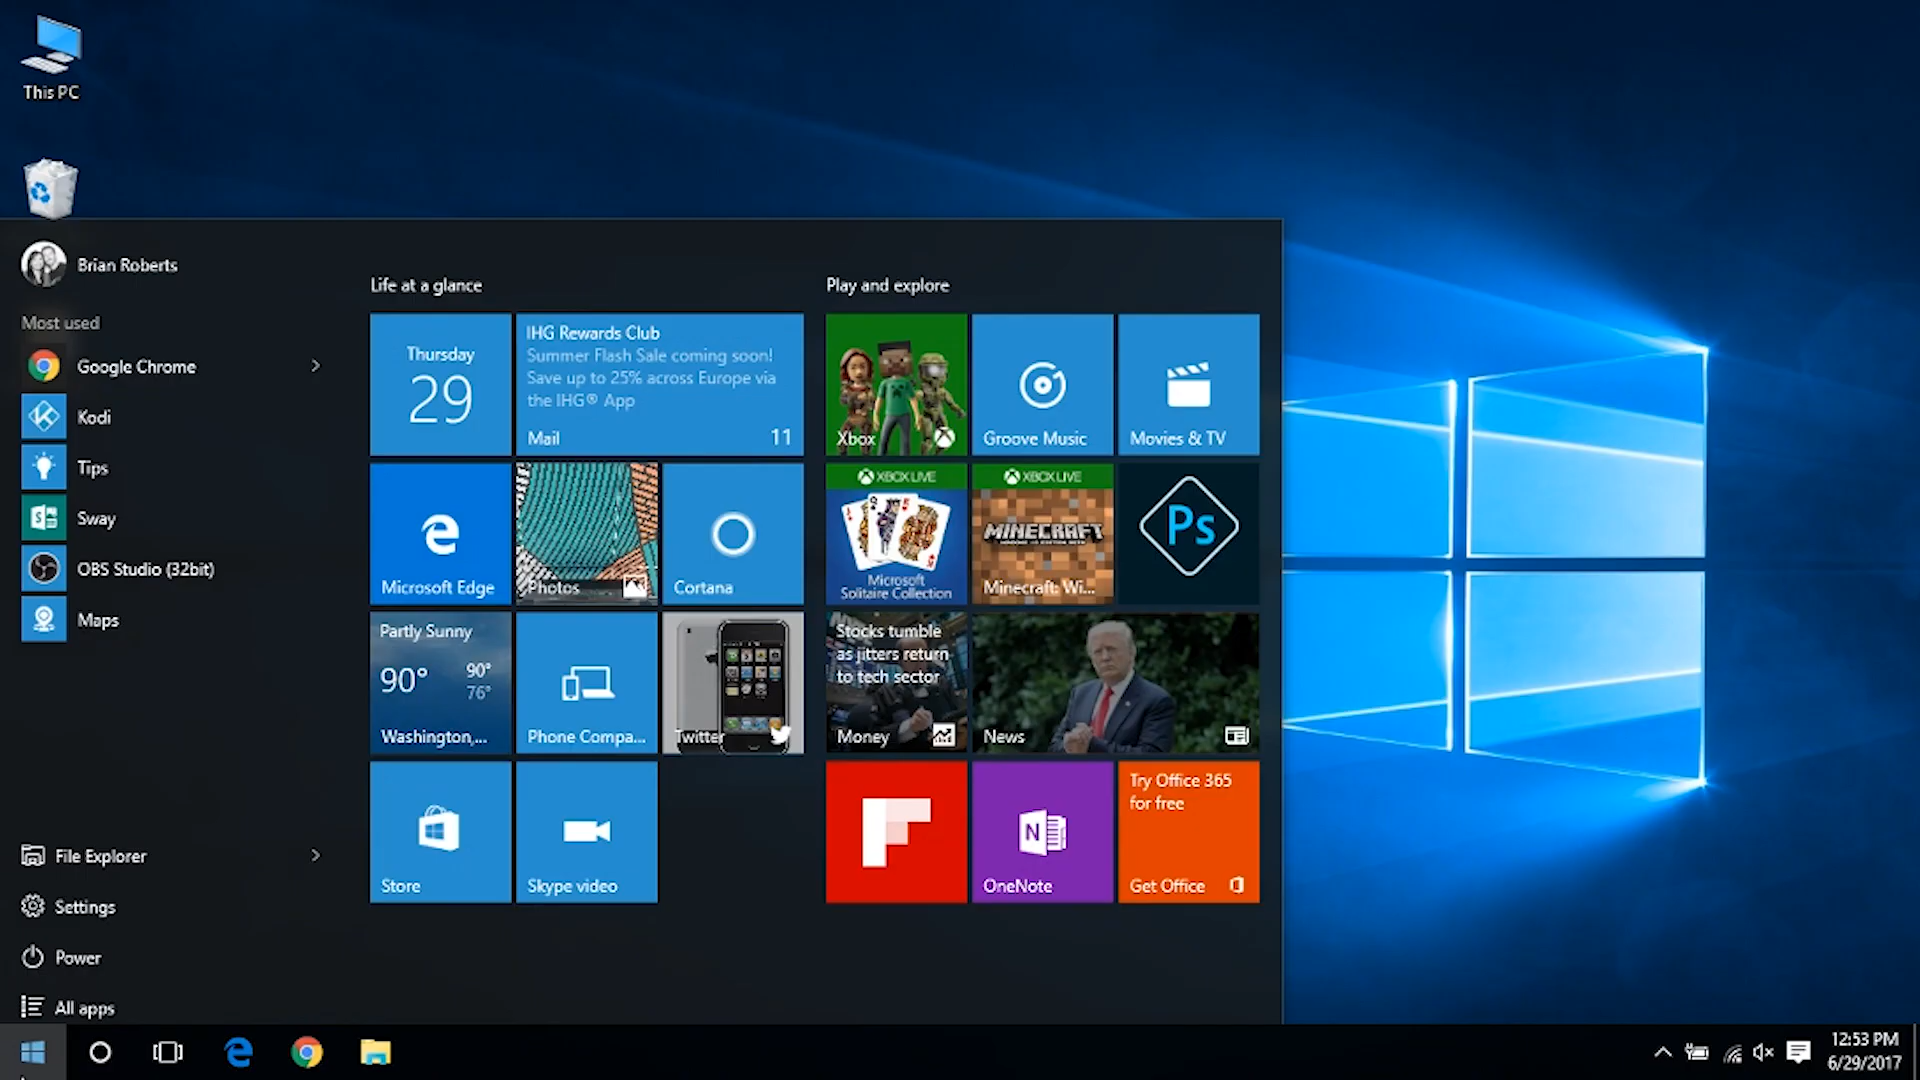 This PC
Brian Roberts
Most used
Google Chrome
Kodi
Tips
Sway
OBS Studio (32bit)
Maps
File Explorer
Settings
Power
All apps
Life at a glance
Thursday
29
IHG Rewards Club
Summer Flash Sale coming soon!
Save up to 25% across Europe via
the IHG® App
Mail 11
Microsoft Edge
Photos
Cortana
Partly Sunny
90° 90°
76°
Washington,...
Phone Compa...
Twitter
Store
Skype video
Play and explore
Xbox
Groove Music
Movies & TV
XBOX LIVE
Microsoft
Solitaire Collection
XBOX LIVE
MINECRAFT
Minecraft: Wi...
Ps
Stocks tumble
as jitters return
to tech sector
Money
News
N
OneNote
Try Office 365
for free
Get Office
12:53 PM
6/29/2017